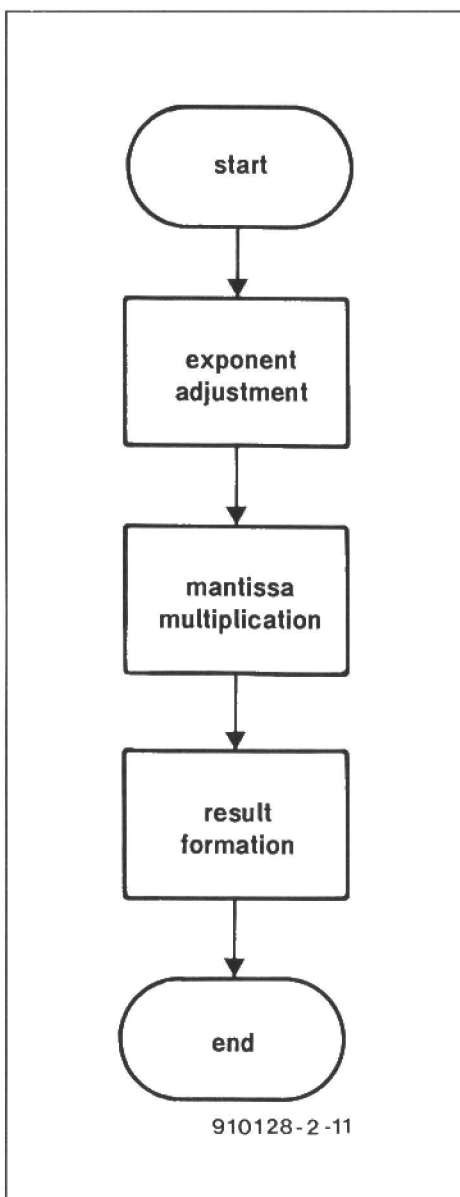 start
exponent
adjustment
mantissa
multiplication
result
formation
end
910128-2-11